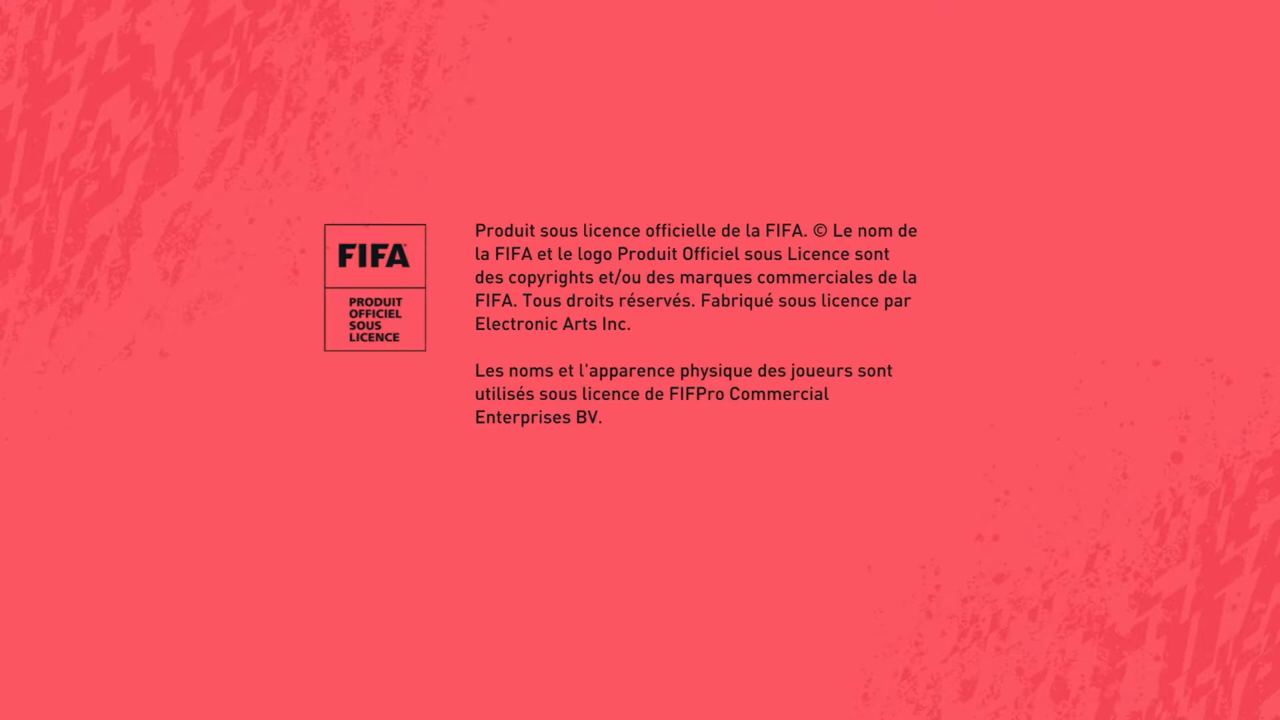 FIFA
PRODUIT
OFFICIEL
SOUS
LICENCE
Produit sous licence officielle de la FIFA. © Le nom de
la FIFA et le logo Produit Officiel sous Licence sont
des copyrights et/ou des marques commerciales de la
FIFA. Tous droits réservés. Fabriqué sous licence par
Electronic Arts Inc.
Les noms et l'apparence physique des joueurs sont
utilisés sous licence de FIFPro Commercial
Enterprises BV.